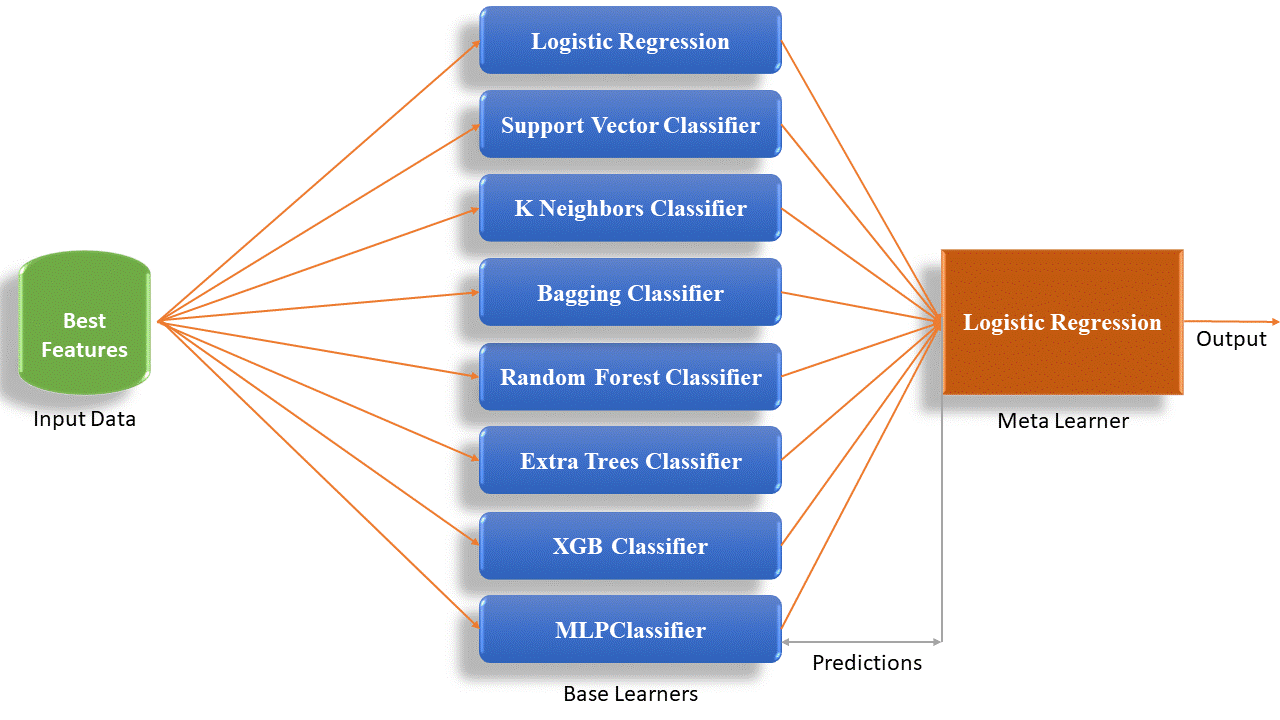 Logistic Regression
Support Vector Classifier
K Neighbors Classifier
Bagging Classifier
Random Forest Classifier
Extra Trees Classifier
XGB Classifier
MLPClassifier
Base Learners
Best
Features
Input Data
Logistic Regression
Meta Learner
Output
Predictions